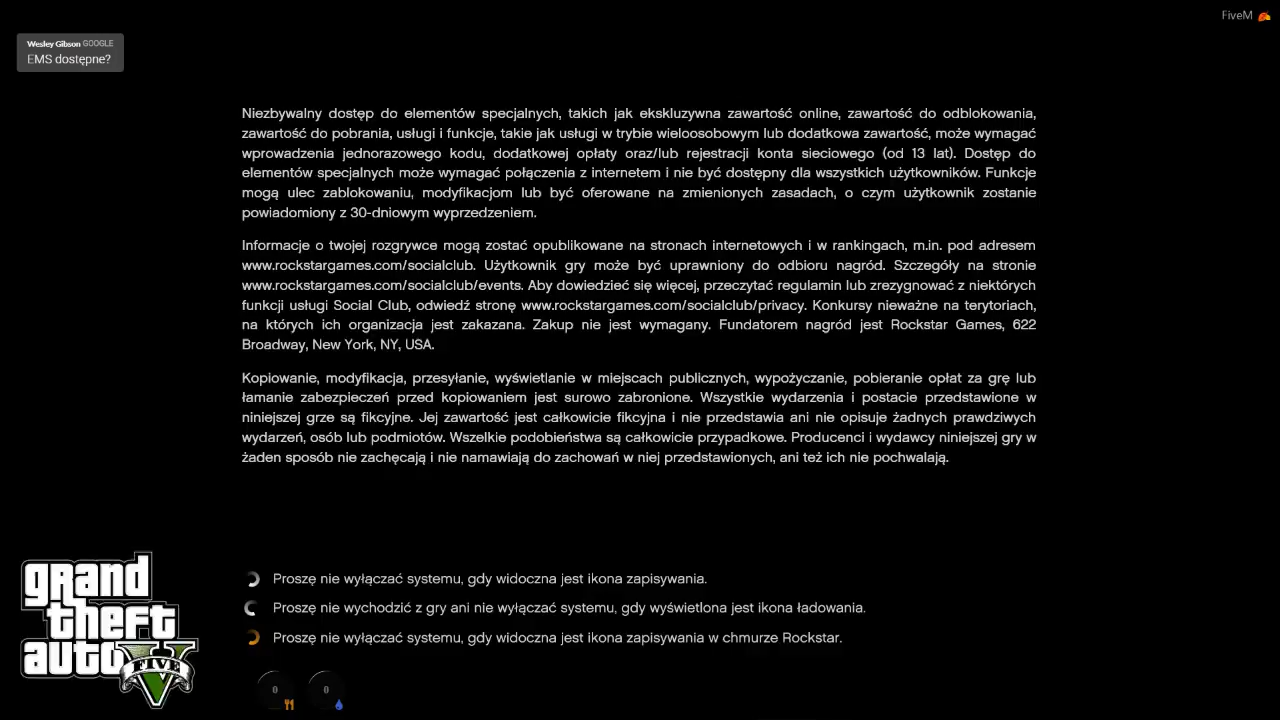 FiveM
Wesley Gibson GOOGLE
EMS dostępne?
Niezbywalny dostęp do elementów specjalnych, takich jak ekskluzywna zawartość online, zawartość do odblokowania,
zawartość do pobrania, usługi i funkcje, takie jak usługi w trybie wieloosobowym lub dodatkowa zawartość, może wymagać
wprowadzenia jednorazowego kodu, dodatkowej opłaty oraz/lub rejestracji konta sieciowego (od 13 lat). Dostęp do
elementów specjalnych może wymagać połączenia z internetem i nie być dostępny dla wszystkich użytkowników. Funkcje
mogą ulec zablokowaniu, modyfikacjom lub być oferowane na zmienionych zasadach, o czym użytkownik zostanie
powiadomiony z 30-dniowym wyprzedzeniem.
Informacje o twojej rozgrywce mogą zostać opublikowane na stronach internetowych i w rankingach, m.in. pod adresem
www.rockstargames.com/socialclub. Użytkownik gry może być uprawniony do odbioru nagród. Szczegóły na stronie
www.rockstargames.com/socialclub/events. Aby dowiedzieć się więcej, przeczytać regulamin lub zrezygnować z niektórych
funkcji usługi Social Club, odwiedź stronę www.rockstargames.com/socialclub/privacy. Konkursy nieważne na terytoriach,
na których ich organizacja jest zakazana. Zakup nie jest wymagany. Fundatorem nagród jest Rockstar Games, 622
Broadway, New York, NY, USA.
Kopiowanie, modyfikacja, przesyłanie, wyświetlanie w miejscach publicznych, wypożyczanie, pobieranie opłat za grę lub
łamanie zabezpieczeń przed kopiowaniem jest surowo zabronione. Wszystkie wydarzenia i postacie przedstawione w
niniejszej grze są fikcyjne. Jej zawartość jest całkowicie fikcyjna i nie przedstawia ani nie opisuje żadnych prawdziwych
wydarzeń, osób lub podmiotów. Wszelkie podobieństwa są całkowicie przypadkowe. Producenci i wydawcy niniejszej gry w
żaden sposób nie zachęcają i nie namawiają do zachowań w niej przedstawionych, ani też ich nie pochwalają.
Proszę nie wyłączać systemu, gdy widoczna jest ikona zapisywania.
Proszę nie wychodzić z gry ani nie wyłączać systemu, gdy wyświetlona jest ikona ładowania.
Proszę nie wyłączać systemu, gdy widoczna jest ikona zapisywania w chmurze Rockstar.
grand
theft
auto V
FIVE
0 0